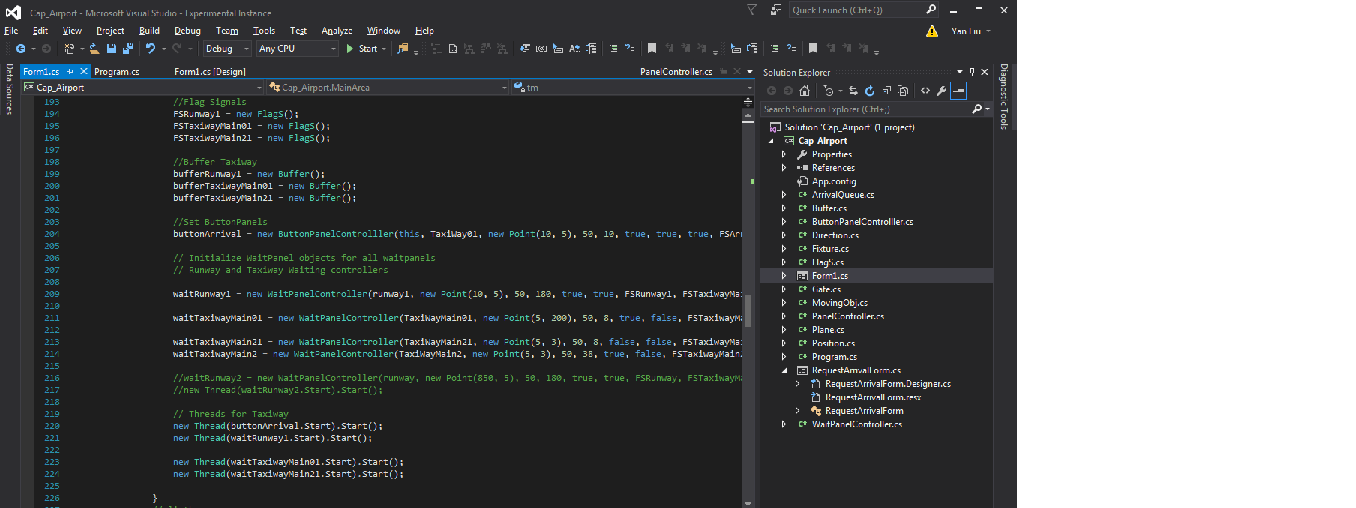 Cap_Airport - Microsoft Visual Studio - Experimental Instance
Quick Launch (Ctrl+Q)
File Edit View Project Build Debug Team Tools Test Analyze Window Help
Yan Liu
Debug Any CPU Start
Data Sources
Form1.cs Program.cs Form1.cs [Design] PanelController.cs
Cap_Airport Cap_Airport.MainArea tm
193 //Flag Signals
194 FSRunway1 = new FlagS();
195 FSTaxiwayMain01 = new FlagS();
196 FSTaxiwayMain21 = new FlagS();
197
198 //Buffer Taxiway
199 bufferRunway1 = new Buffer();
200 bufferTaxiwayMain01 = new Buffer();
201 bufferTaxiwayMain21 = new Buffer();
202
203 //Set ButtonPanels
204 buttonArrival = new ButtonPanelControlller(this, TaxiWay01, new Point(10, 5), 50, 10, true, true, true, FSArr
205
206 // Initialize WaitPanel objects for all waitpanels
207 // Runway and Taxiway Waiting controllers
208
209 waitRunway1 = new WaitPanelController(runway1, new Point(10, 5), 50, 180, true, true, FSRunway1, FSTaxiwayMai
210
211 waitTaxiwayMain01 = new WaitPanelController(TaxiWayMain01, new Point(5, 200), 50, 8, true, false, FSTaxiwayMa
212
213 waitTaxiwayMain21 = new WaitPanelController(TaxiWayMain21, new Point(5, 3), 50, 8, false, false, FSTaxiwayMai
214 waitTaxiwayMain2 = new WaitPanelController(TaxiWayMain2, new Point(5, 3), 50, 38, true, false, FSTaxiwayMain
215
216 //waitRunway2 = new WaitPanelController(runway, new Point(850, 5), 50, 180, true, true, FSRunway, FSTaxiwayMa
217 //new Thread(waitRunway2.Start).Start();
218
219 // Threads for Taxiway
220 new Thread(buttonArrival.Start).Start();
221 new Thread(waitRunway1.Start).Start();
222
223 new Thread(waitTaxiwayMain01.Start).Start();
224 new Thread(waitTaxiwayMain21.Start).Start();
225
226 }
Solution Explorer
Search Solution Explorer (Ctrl+;)
Solution 'Cap_Airport' (1 project)
Cap_Airport
Properties
References
App.config
ArrivalQueue.cs
Buffer.cs
ButtonPanelControlller.cs
Direction.cs
Fixture.cs
FlagS.cs
Form1.cs
Gate.cs
MovingObj.cs
PanelController.cs
Plane.cs
Position.cs
Program.cs
RequestArrivalForm.cs
RequestArrivalForm.Designer.cs
RequestArrivalForm.resx
RequestArrivalForm
WaitPanelController.cs
Diagnostic Tools